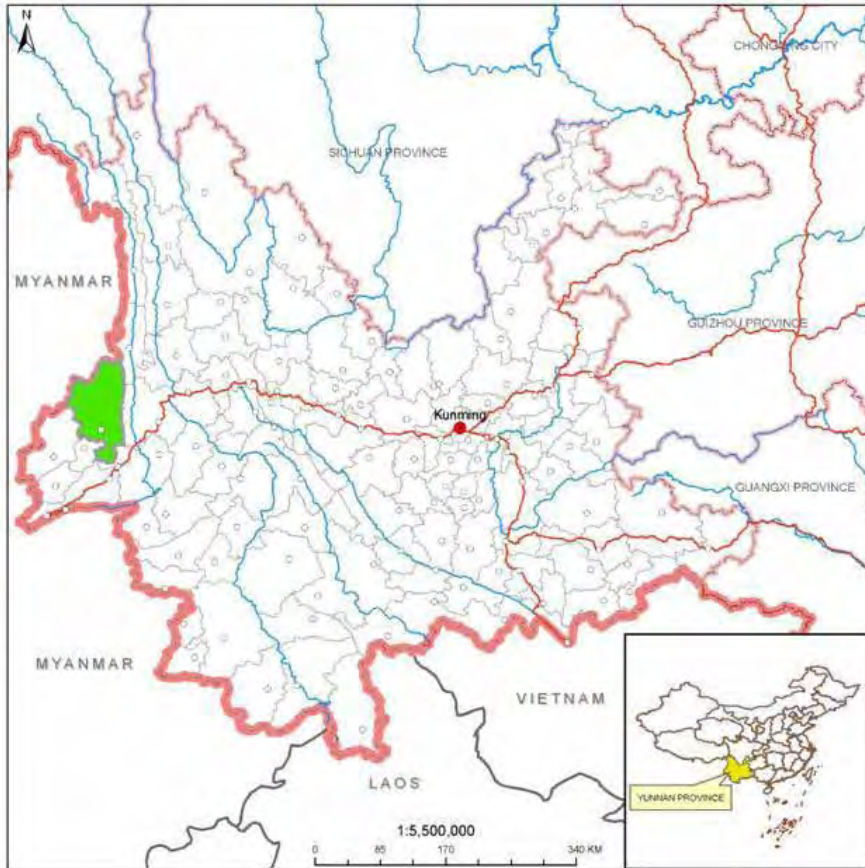 N
CHONGQING CITY
SICHUAN PROVINCE
MYANMAR
GUIZHOU PROVINCE
Kunming
GUANGXI PROVINCE
MYANMAR
VIETNAM
YUNNAN PROVINCE
LAOS
1:5,500,000
0 85 170 340 KM